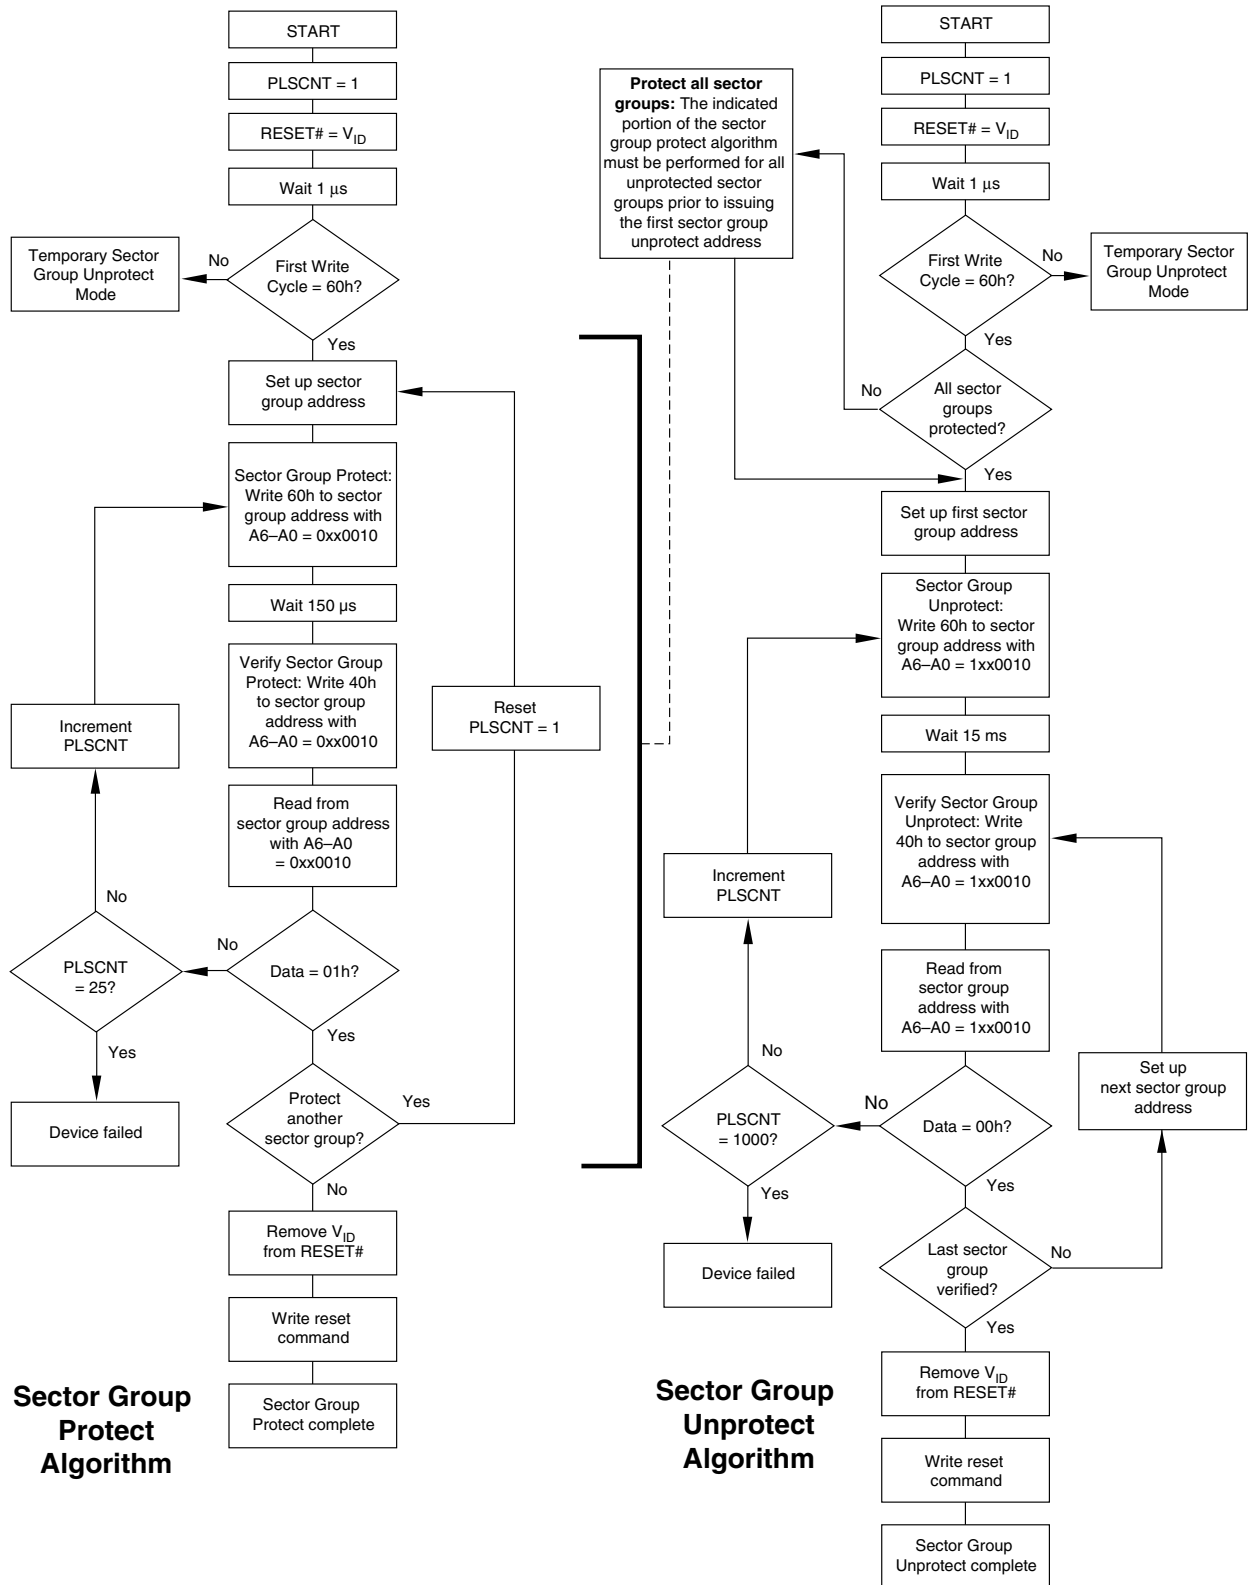 START
PLSCNT = 1
RESET# = VID
Wait 1 μs
First Write
Cycle = 60h?
No
Temporary Sector
Group Unprotect
Mode
Yes
Set up sector
group address
Sector Group Protect:
Write 60h to sector
group address with
A6–A0 = 0xx0010
Wait 150 μs
Verify Sector Group
Protect: Write 40h
to sector group
address with
A6–A0 = 0xx0010
Reset
PLSCNT = 1
Increment
PLSCNT
Read from
sector group address
with A6–A0
= 0xx0010
No
No
PLSCNT
= 25?
Data = 01h?
Yes
Yes
Device failed
Protect
another
sector group?
Yes
No
Remove VID
from RESET#
Write reset
command
Sector Group
Protect complete
Sector Group
Protect
Algorithm
Protect all sector
groups: The indicated
portion of the sector
group protect algorithm
must be performed for all
unprotected sector
groups prior to issuing
the first sector group
unprotect address
START
PLSCNT = 1
RESET# = VID
Wait 1 μs
First Write
Cycle = 60h?
No
Temporary Sector
Group Unprotect
Mode
Yes
No
All sector
groups
protected?
Yes
Set up first sector
group address
Sector Group
Unprotect:
Write 60h to sector
group address with
A6–A0 = 1xx0010
Wait 15 ms
Verify Sector Group
Unprotect: Write
40h to sector group
address with
A6–A0 = 1xx0010
Increment
PLSCNT
Read from
sector group
address with
A6–A0 = 1xx0010
No
No
PLSCNT
= 1000?
Data = 00h?
Set up
next sector group
address
Yes
Yes
Device failed
Last sector
group
verified?
No
Yes
Remove VID
from RESET#
Write reset
command
Sector Group
Unprotect complete
Sector Group
Unprotect
Algorithm